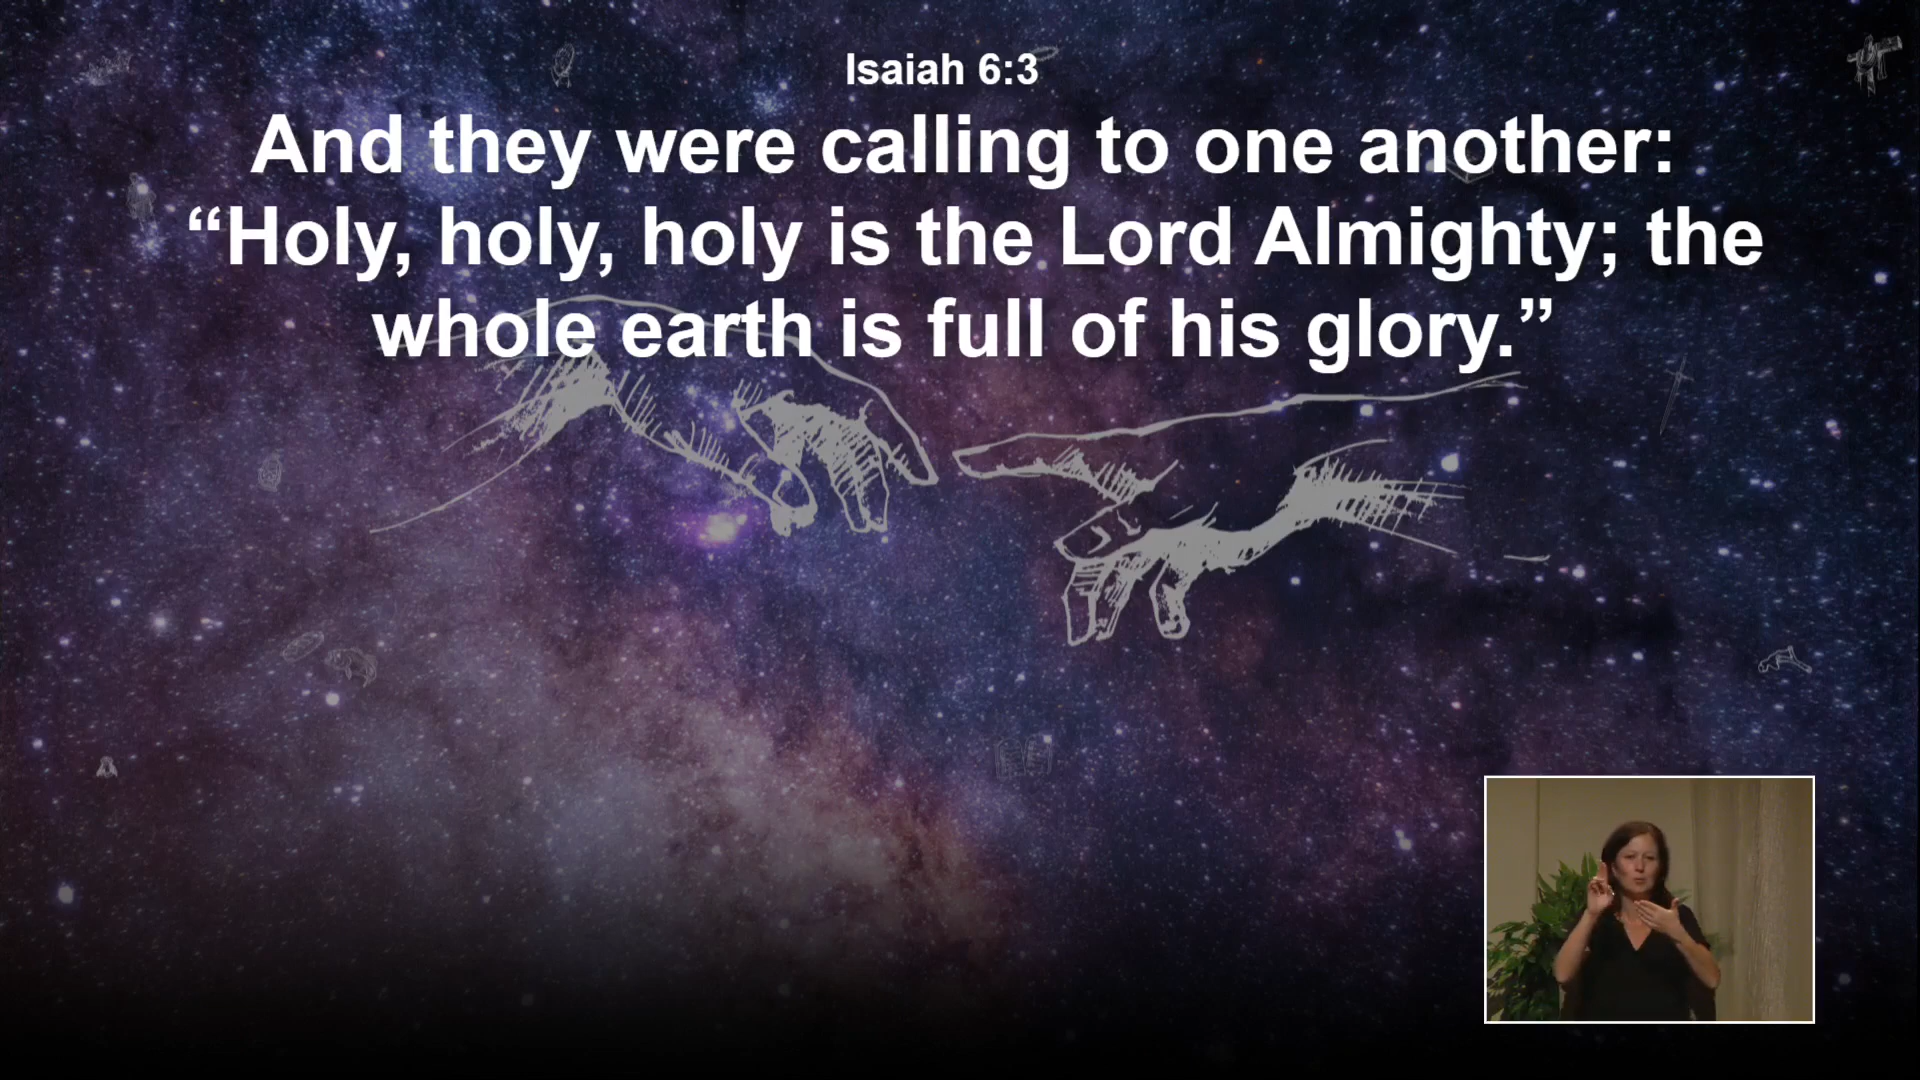 Isaiah 6:3
And they were calling to one another:
“Holy, holy, holy is the Lord Almighty; the
whole earth is full of his glory.”